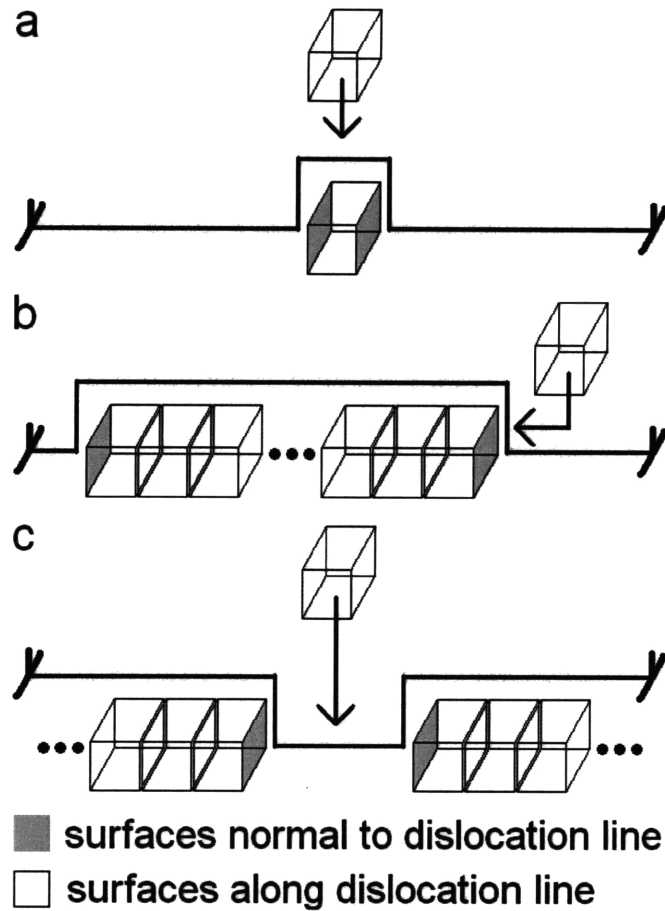 a
b
c
surfaces normal to dislocation line
surfaces along dislocation line